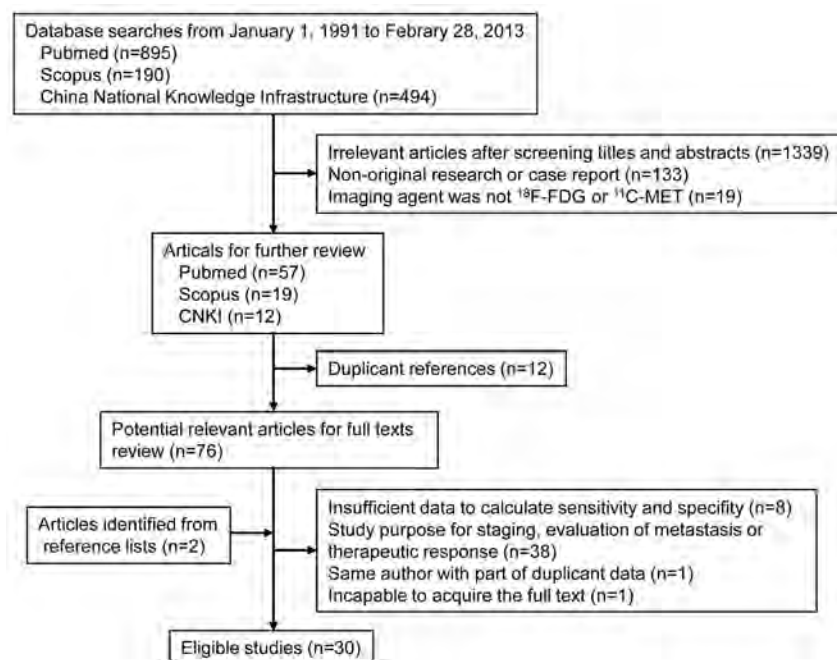 Database searches from January 1, 1991 to Febrary 28, 2013
Pubmed (n=895)
Scopus (n=190)
China National Knowledge Infrastructure (n=494)
Irrelevant articles after screening titles and abstracts (n=1339)
Non-original research or case report (n=133)
Imaging agent was not ¹⁸F-FDG or ¹¹C-MET (n=19)
Articals for further review
Pubmed (n=57)
Scopus (n=19)
CNKI (n=12)
Duplicant references (n=12)
Potential relevant articles for full texts
review (n=76)
Articles identified from
reference lists (n=2)
Insufficient data to calculate sensitivity and specifity (n=8)
Study purpose for staging, evaluation of metastasis or
therapeutic response (n=38)
Same author with part of duplicant data (n=1)
Incapable to acquire the full text (n=1)
Eligible studies (n=30)